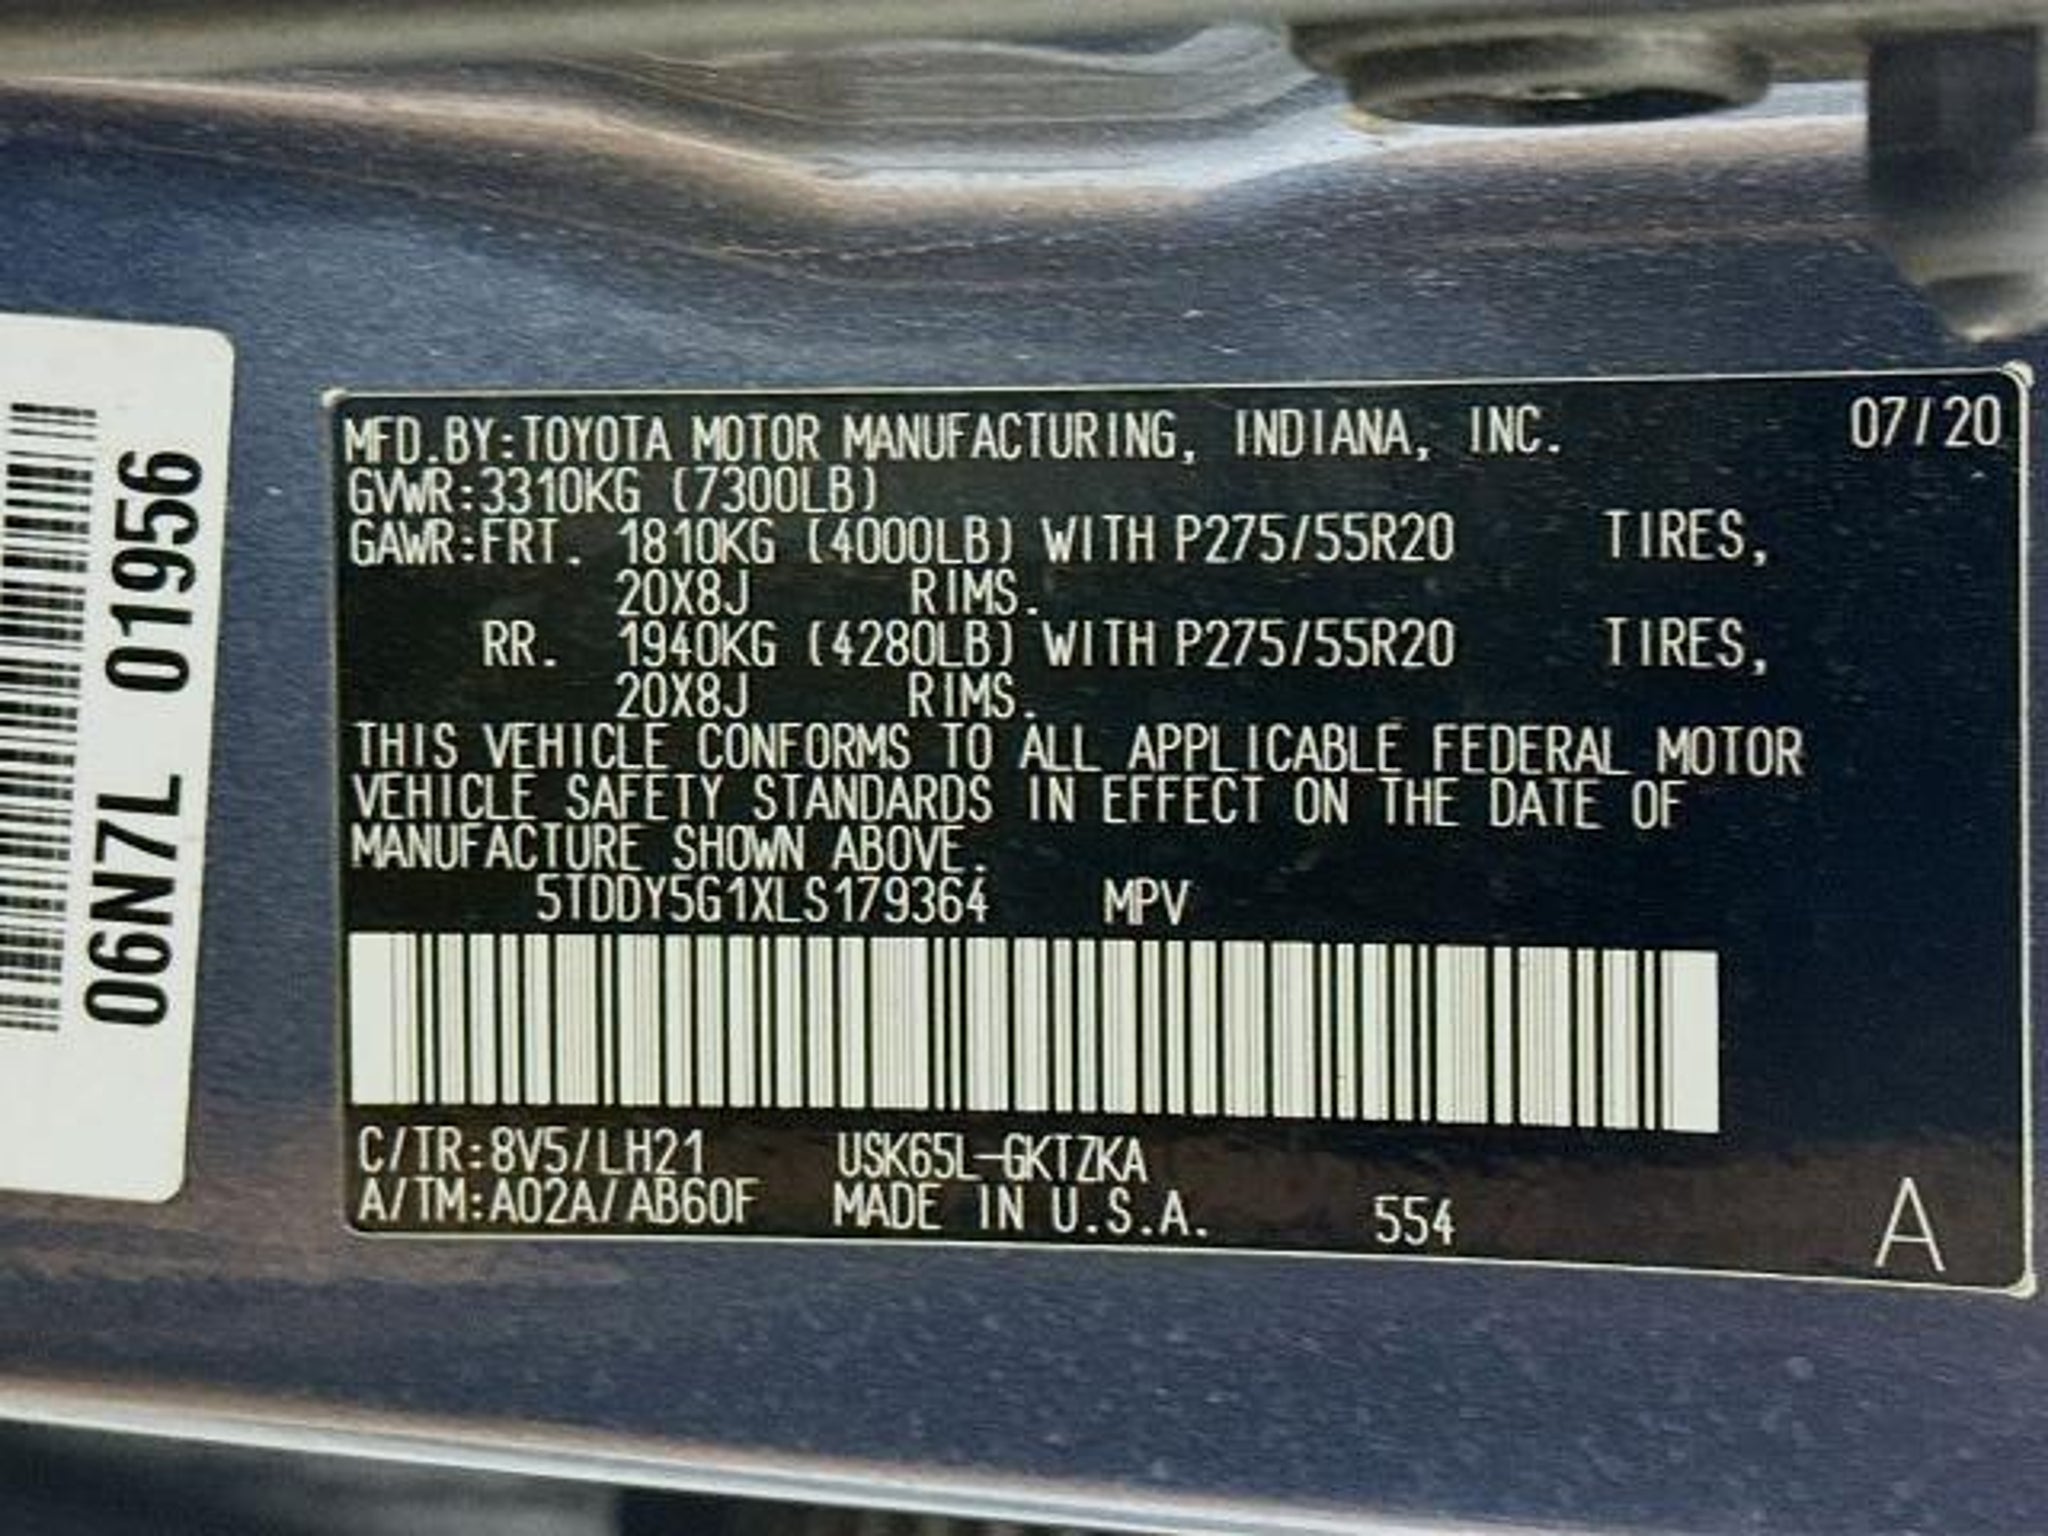 06N7L 01956
MFD.BY:TOYOTA MOTOR MANUFACTURING, INDIANA, INC. 07/20
GVWR:3310KG (7300LB)
GAWR:FRT. 1810KG (4000LB) WITH P275/55R20 TIRES,
20X8J RIMS.
RR. 1940KG (4280LB) WITH P275/55R20 TIRES,
20X8J RIMS.
THIS VEHICLE CONFORMS TO ALL APPLICABLE FEDERAL MOTOR
VEHICLE SAFETY STANDARDS IN EFFECT ON THE DATE OF
MANUFACTURE SHOWN ABOVE.
5TDDY5G1XLS179364 MPV
C/TR:8V5/LH21 USK65L-GKTZKA
A/TM:A02A/AB60F MADE IN U.S.A. 554 A